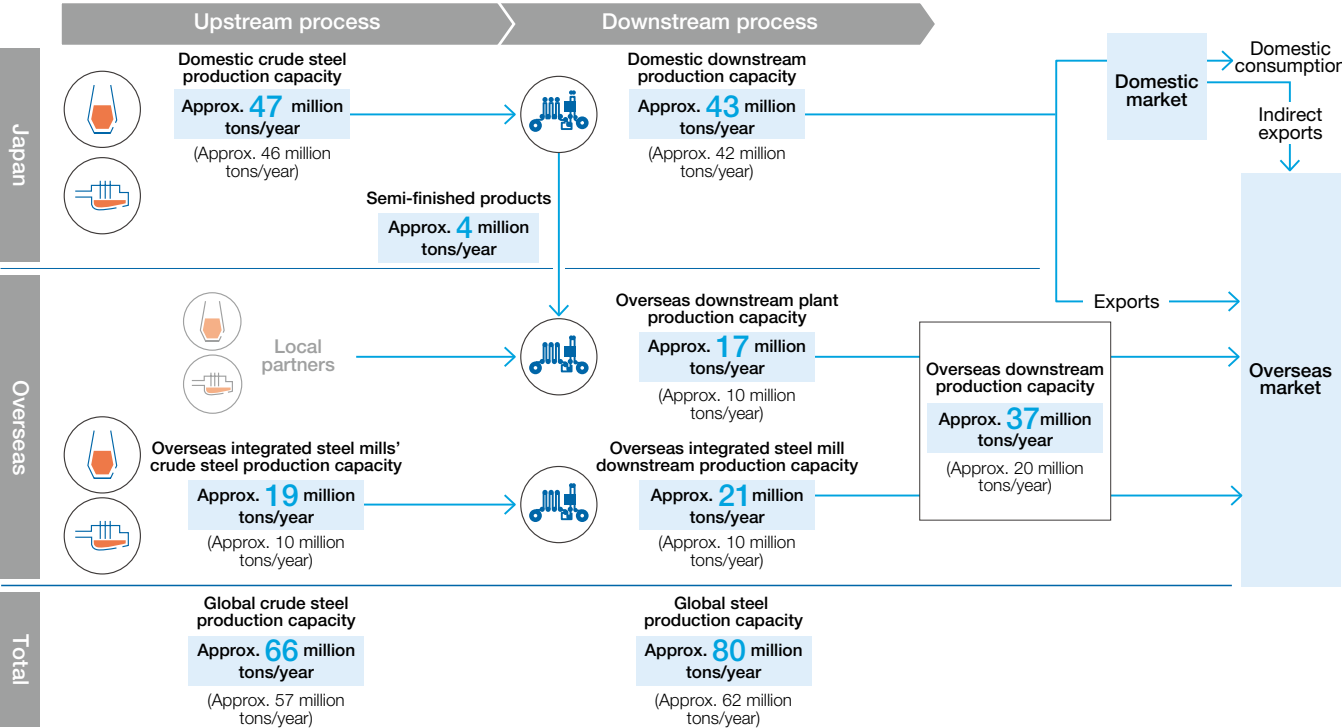 Upstream process
Downstream process
Japan
Domestic crude steel
production capacity
Approx. 47 million
tons/year
(Approx. 46 million
tons/year)
Domestic downstream
production capacity
Approx. 43 million
tons/year
(Approx. 42 million
tons/year)
Domestic
market
Domestic
consumption
Indirect
exports
Semi-finished products
Approx. 4 million
tons/year
Overseas
Local
partners
Overseas downstream plant
production capacity
Approx. 17 million
tons/year
(Approx. 10 million
tons/year)
Exports
Overseas downstream
production capacity
Approx. 37 million
tons/year
(Approx. 20 million
tons/year)
Overseas
market
Overseas integrated steel mills'
crude steel production capacity
Approx. 19 million
tons/year
(Approx. 10 million
tons/year)
Overseas integrated steel mill
downstream production capacity
Approx. 21 million
tons/year
(Approx. 10 million
tons/year)
Total
Global crude steel
production capacity
Approx. 66 million
tons/year
(Approx. 57 million
tons/year)
Global steel
production capacity
Approx. 80 million
tons/year
(Approx. 62 million
tons/year)